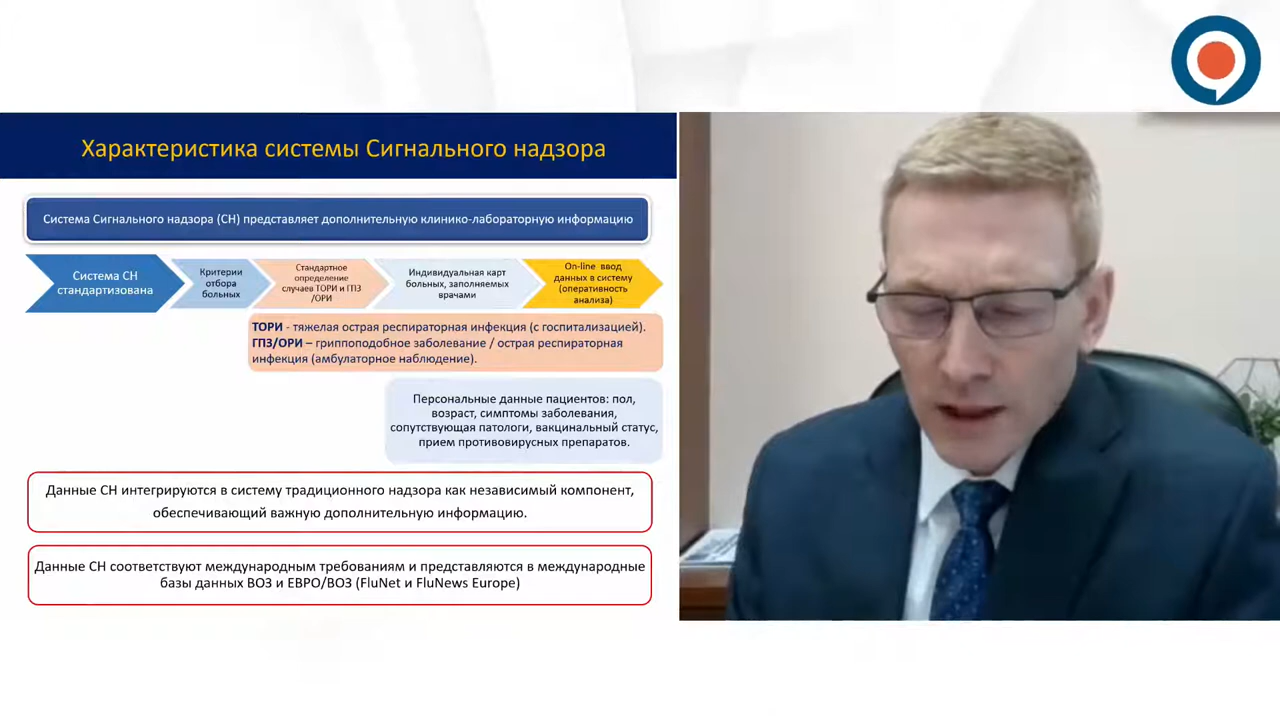 Характеристика системы Сигнального надзора
Система Сигнального надзора (СН) представляет дополнительную клинико-лабораторную информацию
Система СН
стандартизована
Критерии
отбора
больных
Стандартное
определение
случаев ТОРИ и ГПЗ
/ОРИ
Индивидуальная карт
больных, заполняемых
врачами
On-line ввод
данных в систему
(оперативность
анализа)
ТОРИ - тяжелая острая респираторная инфекция (с госпитализацией).
ГПЗ/ОРИ – гриппоподобное заболевание / острая респираторная
инфекция (амбулаторное наблюдение).
Персональные данные пациентов: пол,
возраст, симптомы заболевания,
сопутствующая патологи, вакцинальный статус,
прием противовирусных препаратов.
Данные СН интегрируются в систему традиционного надзора как независимый компонент,
обеспечивающий важную дополнительную информацию.
Данные СН соответствуют международным требованиям и представляются в международные
базы данных ВОЗ и ЕВРО/ВОЗ (FluNet и FluNews Europe)